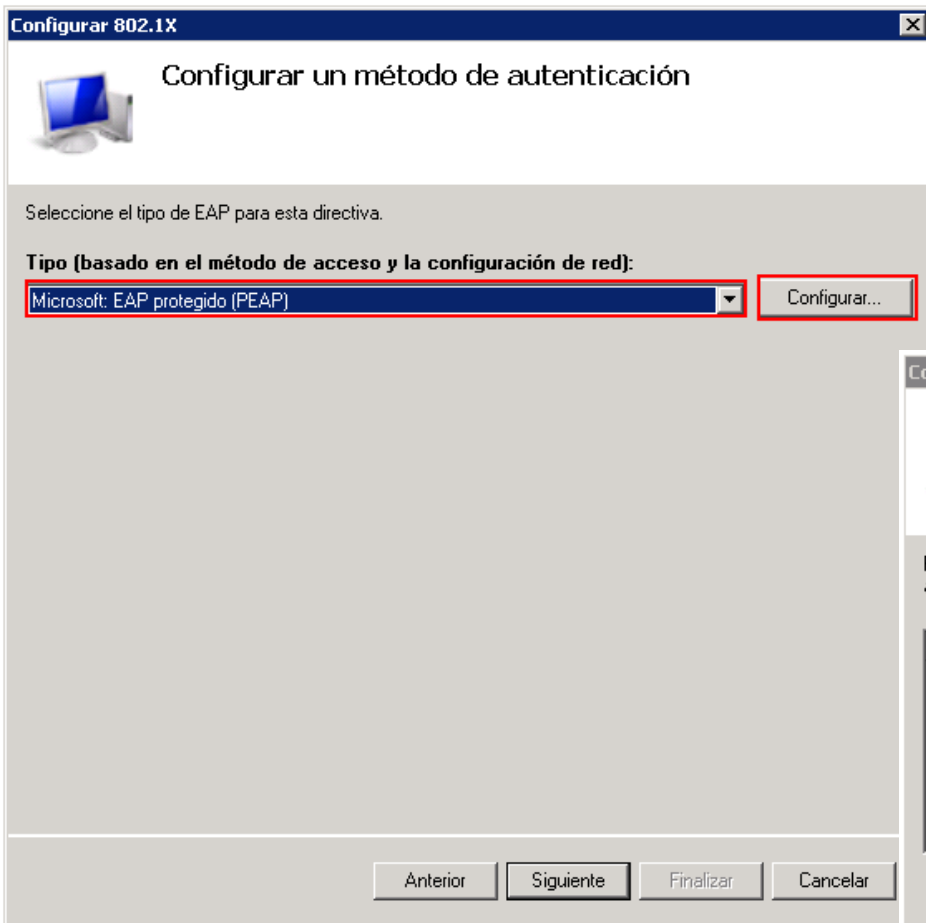 Configurar 802.1X
Configurar un método de autenticación
Seleccione el tipo de EAP para esta directiva.
Tipo (basado en el método de acceso y la configuración de red):
Microsoft: EAP protegido (PEAP)
Configurar...
Co
Anterior
Siguiente
Finalizar
Cancelar